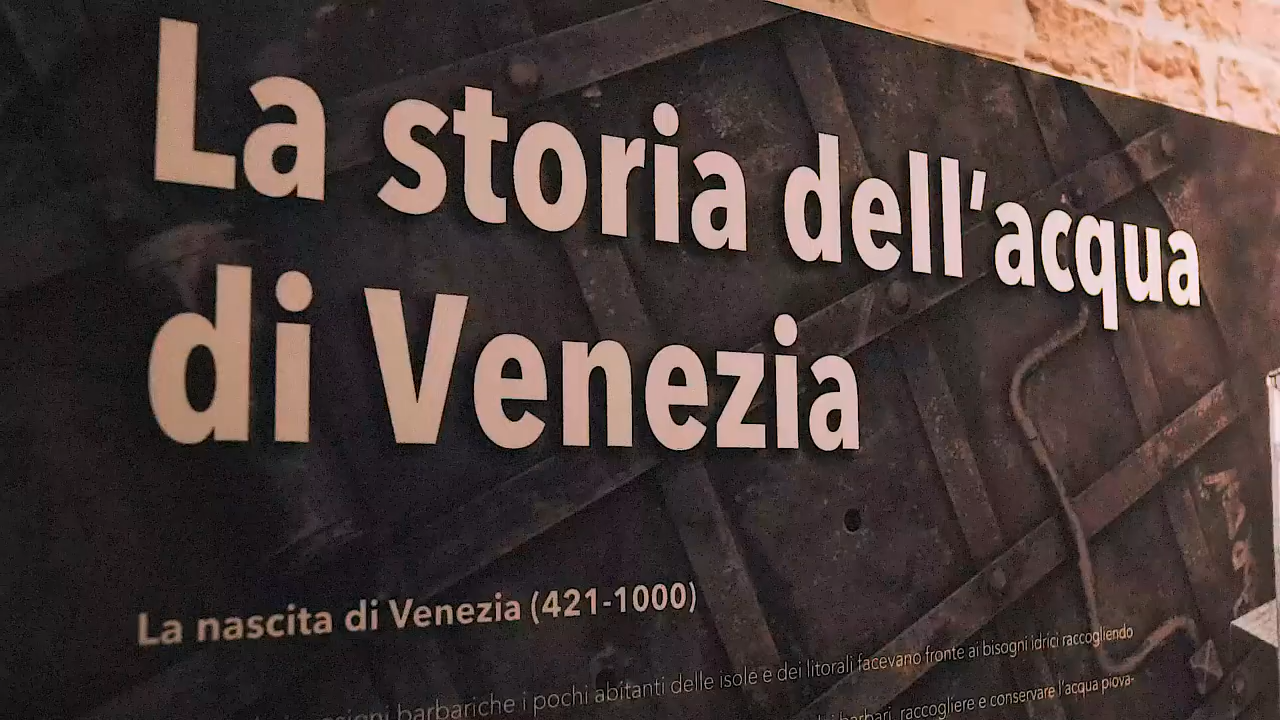 La storia dell'acqua
di Venezia
La nascita di Venezia (421-1000)
barbariche i pochi abitanti delle isole e dei litorali facevano fronte ai bisogni idrici raccogliendo
barbari, raccogliere e conservare l'acqua piova-